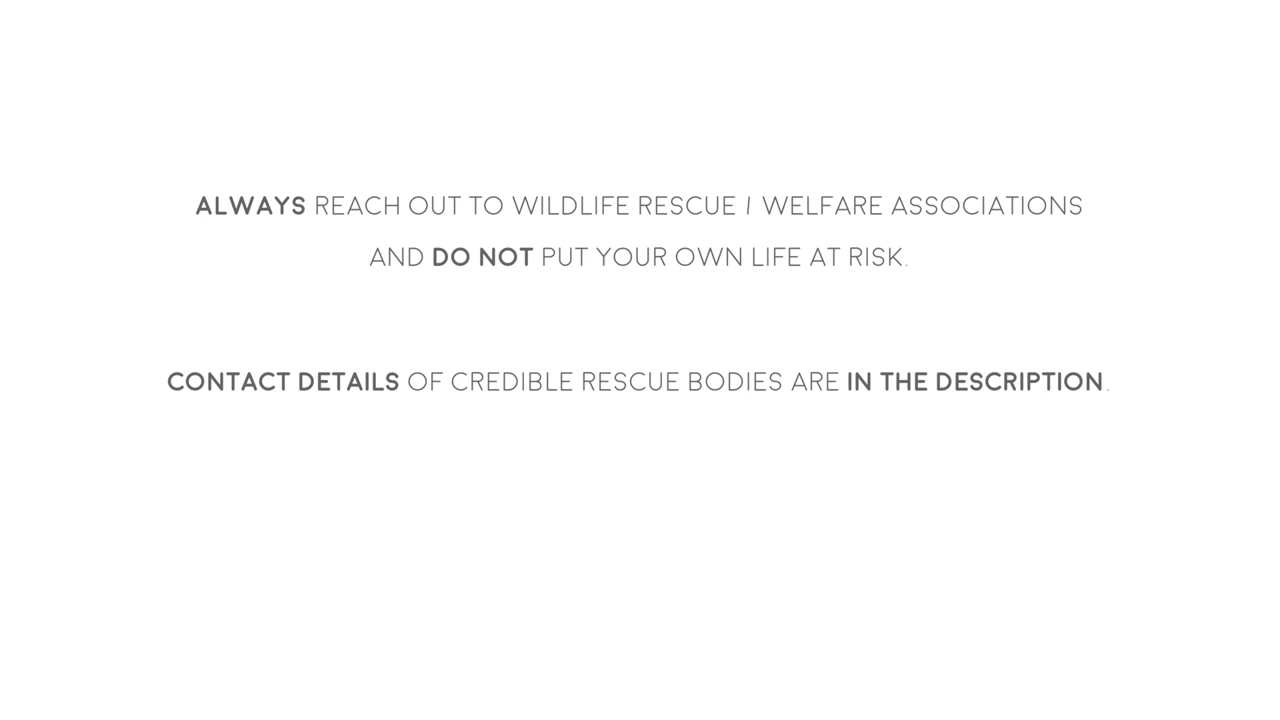 ALWAYS REACH OUT TO WILDLIFE RESCUE / WELFARE ASSOCIATIONS
AND DO NOT PUT YOUR OWN LIFE AT RISK.
CONTACT DETAILS OF CREDIBLE RESCUE BODIES ARE IN THE DESCRIPTION.